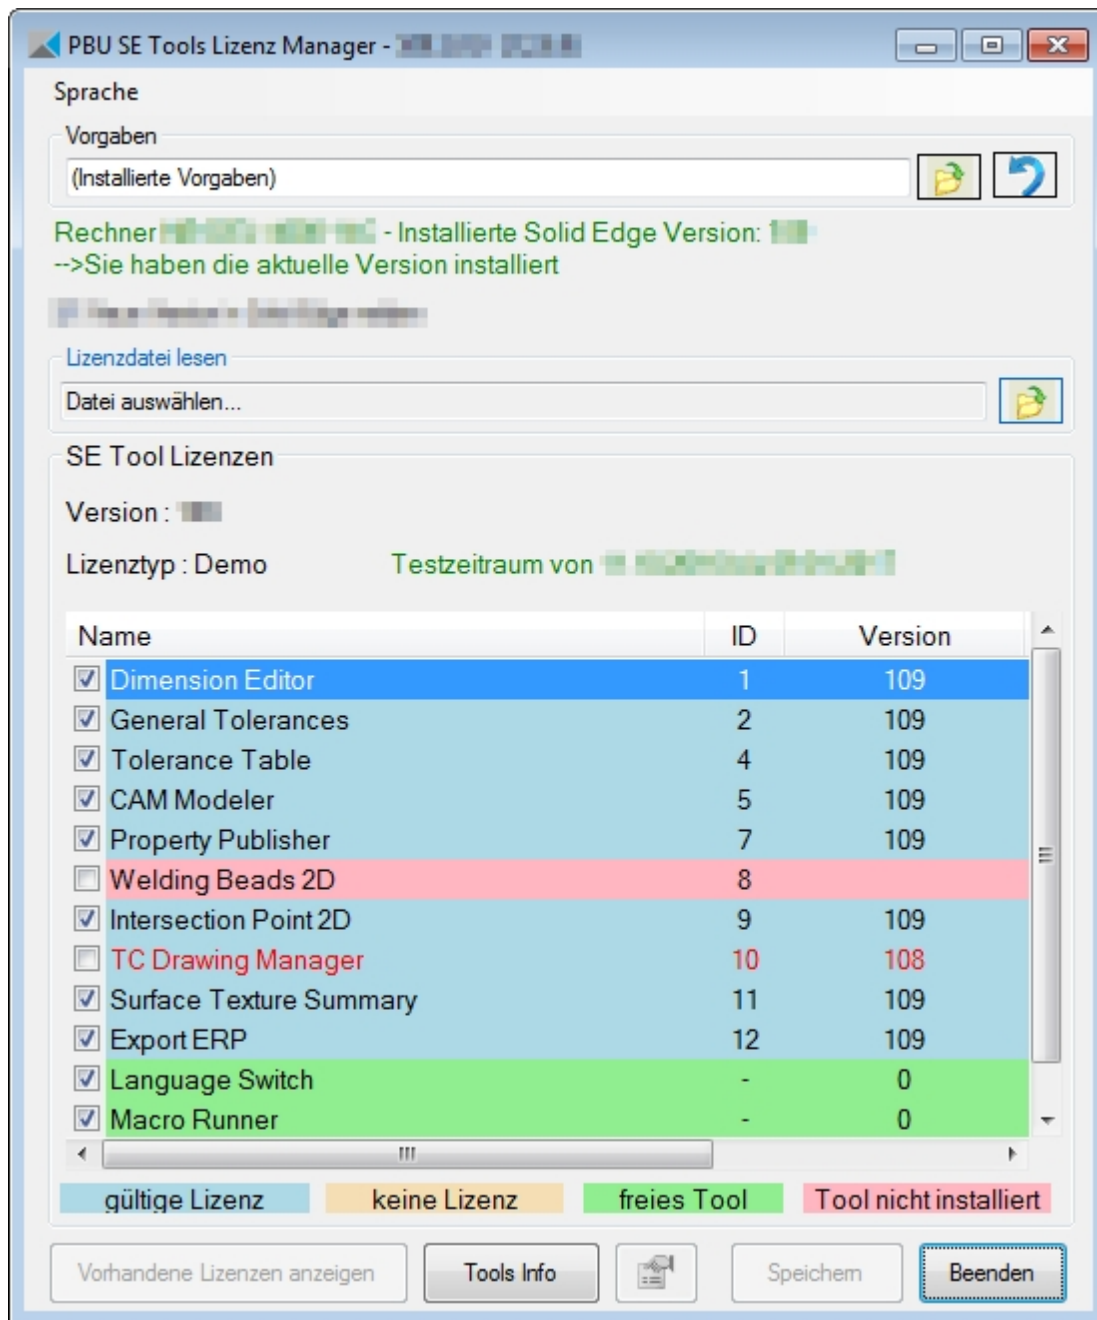 PBU SE Tools Lizenz Manager -
Sprache
Vorgaben
(Installierte Vorgaben)
Rechner - Installierte Solid Edge Version:
-->Sie haben die aktuelle Version installiert
Lizenzdatei lesen
Datei auswählen...
SE Tool Lizenzen
Version :
Lizenztyp : Demo Testzeitraum von
Name ID Version
Dimension Editor 1 109
General Tolerances 2 109
Tolerance Table 4 109
CAM Modeler 5 109
Property Publisher 7 109
Welding Beads 2D 8
Intersection Point 2D 9 109
TC Drawing Manager 10 108
Surface Texture Summary 11 109
Export ERP 12 109
Language Switch - 0
Macro Runner - 0
gültige Lizenz keine Lizenz freies Tool Tool nicht installiert
Vorhandene Lizenzen anzeigen Tools Info Speichern Beenden